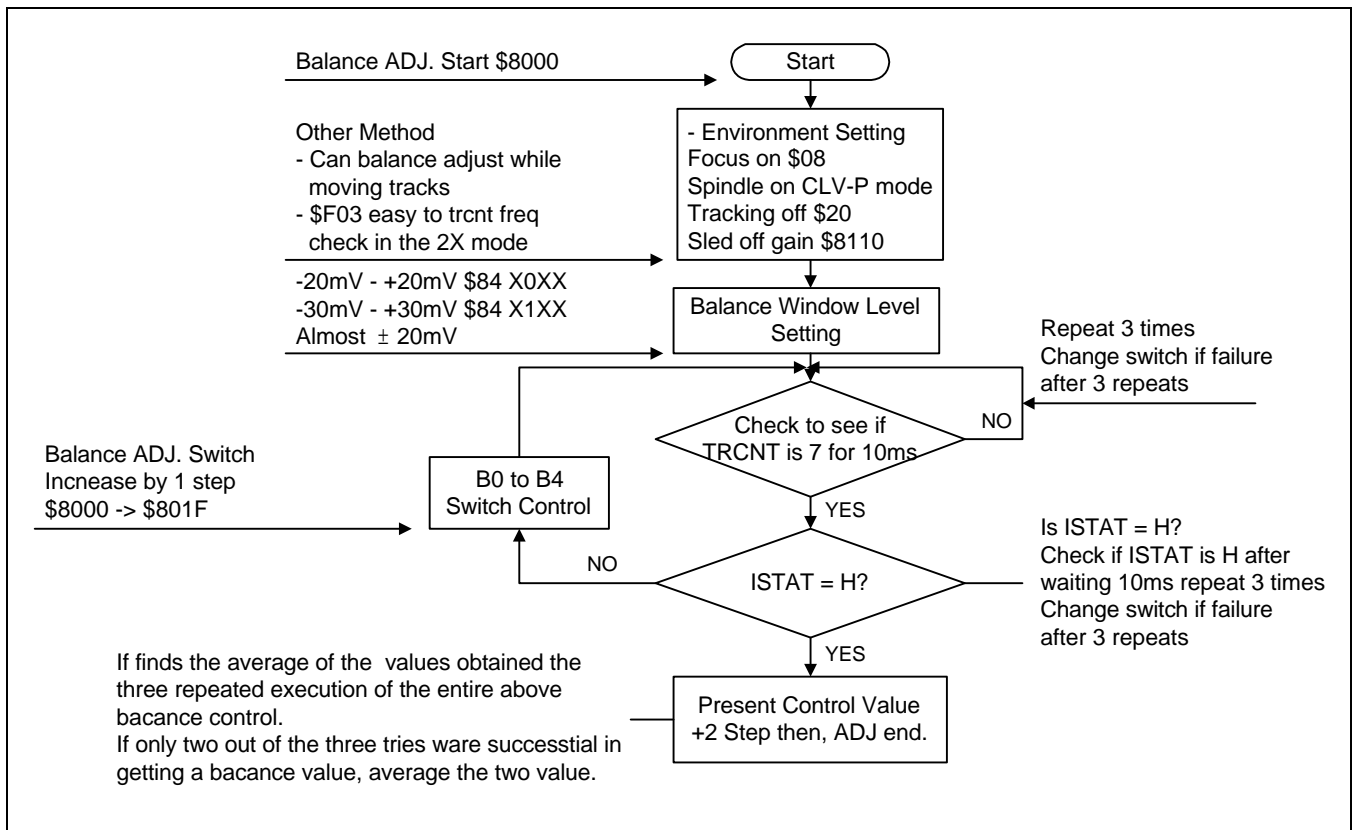 Balance ADJ. Start $8000
Start
Other Method
- Can balance adjust while
moving tracks
- $F03 easy to trcnt freq
check in the 2X mode
- Environment Setting
Focus on $08
Spindle on CLV-P mode
Tracking off $20
Sled off gain $8110
-20mV - +20mV $84 X0XX
-30mV - +30mV $84 X1XX
Almost ± 20mV
Balance Window Level
Setting
Repeat 3 times
Change switch if failure
after 3 repeats
NO
Check to see if
TRCNT is 7 for 10ms
Balance ADJ. Switch
Incnease by 1 step
$8000 -> $801F
B0 to B4
Switch Control
YES
NO
ISTAT = H?
Is ISTAT = H?
Check if ISTAT is H after
waiting 10ms repeat 3 times
Change switch if failure
after 3 repeats
YES
If finds the average of the values obtained the
three repeated execution of the entire above
bacance control.
If only two out of the three tries ware successtial in
getting a bacance value, average the two value.
Present Control Value
+2 Step then, ADJ end.